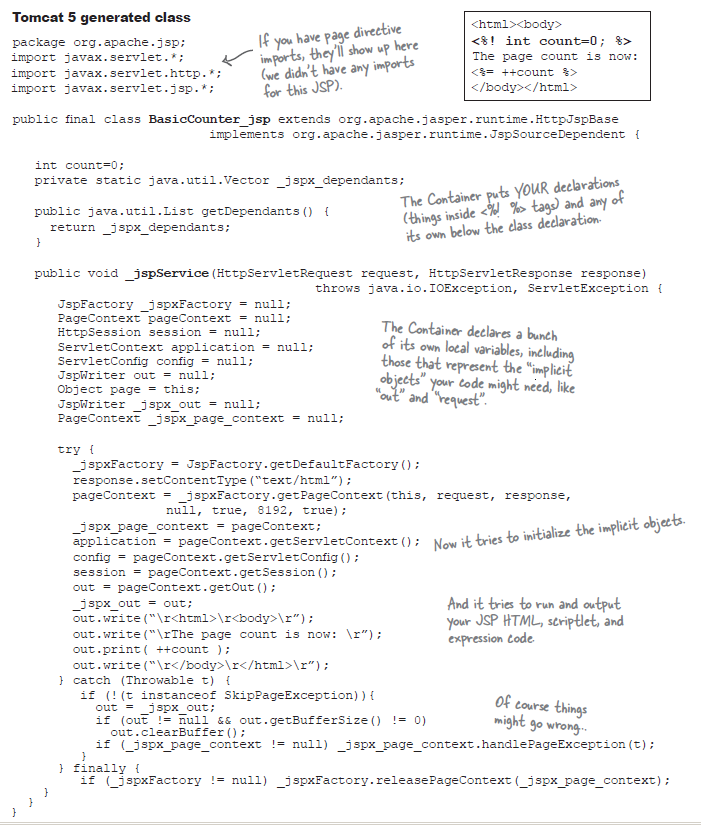 Tomcat 5 generated class
package org.apache.jsp;
import javax.servlet.*;
import javax.servlet.http.*;
import javax.servlet.jsp.*;
If you have page directive
imports, they'll show up here
(we didn't have any imports
for this JSP).
<html><body>
<%! int count=0; %>
The page count is now:
<%= ++count %>
</body></html>
public final class BasicCounter_jsp extends org.apache.jasper.runtime.HttpJspBase
implements org.apache.jasper.runtime.JspSourceDependent {
int count=0;
private static java.util.Vector _jspx_dependants;
public java.util.List getDependants() {
return _jspx_dependants;
}
The Container puts YOUR declarations
(things inside <%! %> tags) and any of
its own below the class declaration.
public void _jspService(HttpServletRequest request, HttpServletResponse response)
throws java.io.IOException, ServletException {
JspFactory _jspxFactory = null;
PageContext pageContext = null;
HttpSession session = null;
ServletContext application = null;
ServletConfig config = null;
JspWriter out = null;
Object page = this;
JspWriter _jspx_out = null;
PageContext _jspx_page_context = null;
The Container declares a bunch
of its own local variables, including
those that represent the “implicit
objects” your code might need, like
“out” and “request”.
try {
_jspxFactory = JspFactory.getDefaultFactory();
response.setContentType(“text/html”);
pageContext = _jspxFactory.getPageContext(this, request, response,
null, true, 8192, true);
_jspx_page_context = pageContext;
application = pageContext.getServletContext();
config = pageContext.getServletConfig();
session = pageContext.getSession();
out = pageContext.getOut();
_jspx_out = out;
Now it tries to initialize the implicit objects.
out.write(“\r<html>\r<body>\r”);
out.write(“\rThe page count is now: \r”);
out.print( ++count );
out.write(“\r</body>\r</html>\r”);
And it tries to run and output
your JSP HTML, scriptlet, and
expression code.
} catch (Throwable t) {
if (!(t instanceof SkipPageException)){
out = _jspx_out;
if (out != null && out.getBufferSize() != 0)
out.clearBuffer();
if (_jspx_page_context != null) _jspx_page_context.handlePageException(t);
}
Of course things
might go wrong...
} finally {
if (_jspxFactory != null) _jspxFactory.releasePageContext(_jspx_page_context);
}
}
}